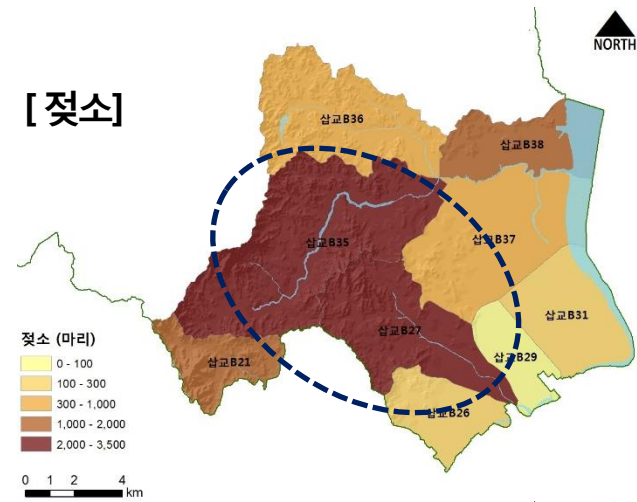 [ 젖소]
NORTH
삽교B36
삽교B38
삽교B35
삽교B37
삽교B31
삽교B27
삽교B29
삽교B21
삽교B26
젖소 (마리)
0 - 100
100 - 300
300 - 1,000
1,000 - 2,000
2,000 - 3,500
0 1 2 4
km